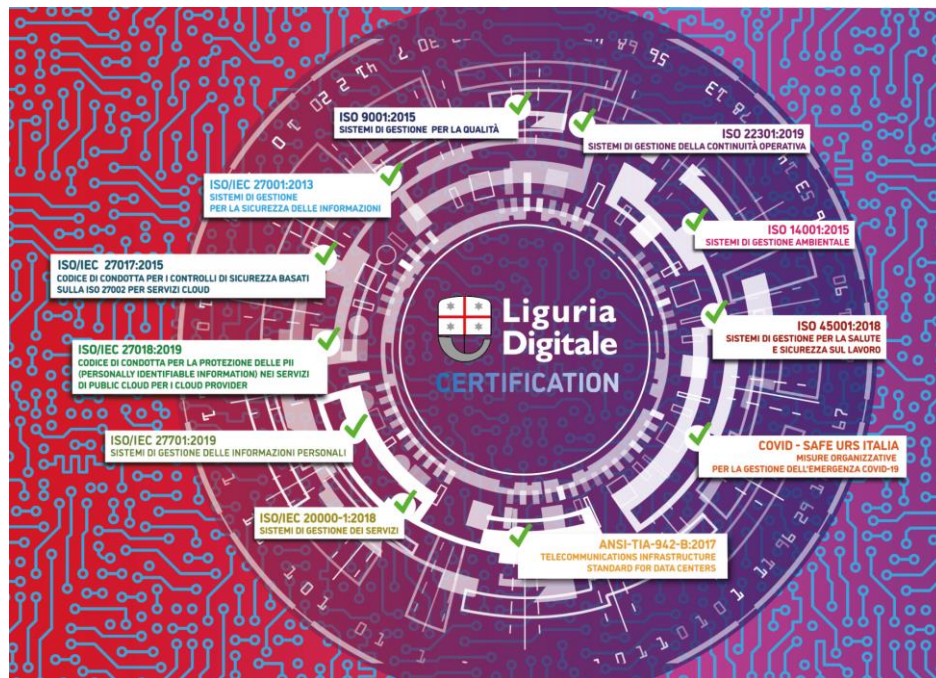 ISO 9001:2015
SISTEMI DI GESTIONE PER LA QUALITÀ
ISO 22301:2019
SISTEMI DI GESTIONE DELLA CONTINUITÀ OPERATIVA
ISO/IEC 27001:2013
SISTEMI DI GESTIONE
PER LA SICUREZZA DELLE INFORMAZIONI
ISO 14001:2015
SISTEMI DI GESTIONE AMBIENTALE
ISO/IEC 27017:2015
CODICE DI CONDOTTA PER I CONTROLLI DI SICUREZZA BASATI
SULLA ISO 27002 PER SERVIZI CLOUD
Liguria
Digitale
CERTIFICATION
ISO 45001:2018
SISTEMI DI GESTIONE PER LA SALUTE
E SICUREZZA SUL LAVORO
ISO/IEC 27018:2019
CODICE DI CONDOTTA PER LA PROTEZIONE DELLE PII
(PERSONALLY IDENTIFIABLE INFORMATION) NEI SERVIZI
DI PUBLIC CLOUD PER I CLOUD PROVIDER
ISO/IEC 27701:2019
SISTEMI DI GESTIONE DELLE INFORMAZIONI PERSONALI
COVID - SAFE URS ITALIA
MISURE ORGANIZZATIVE
PER LA GESTIONE DELL'EMERGENZA COVID-19
ISO/IEC 20000-1:2018
SISTEMI DI GESTIONE DEI SERVIZI
ANSI-TIA-942-B:2017
TELECOMMUNICATIONS INFRASTRUCTURE
STANDARD FOR DATA CENTERS